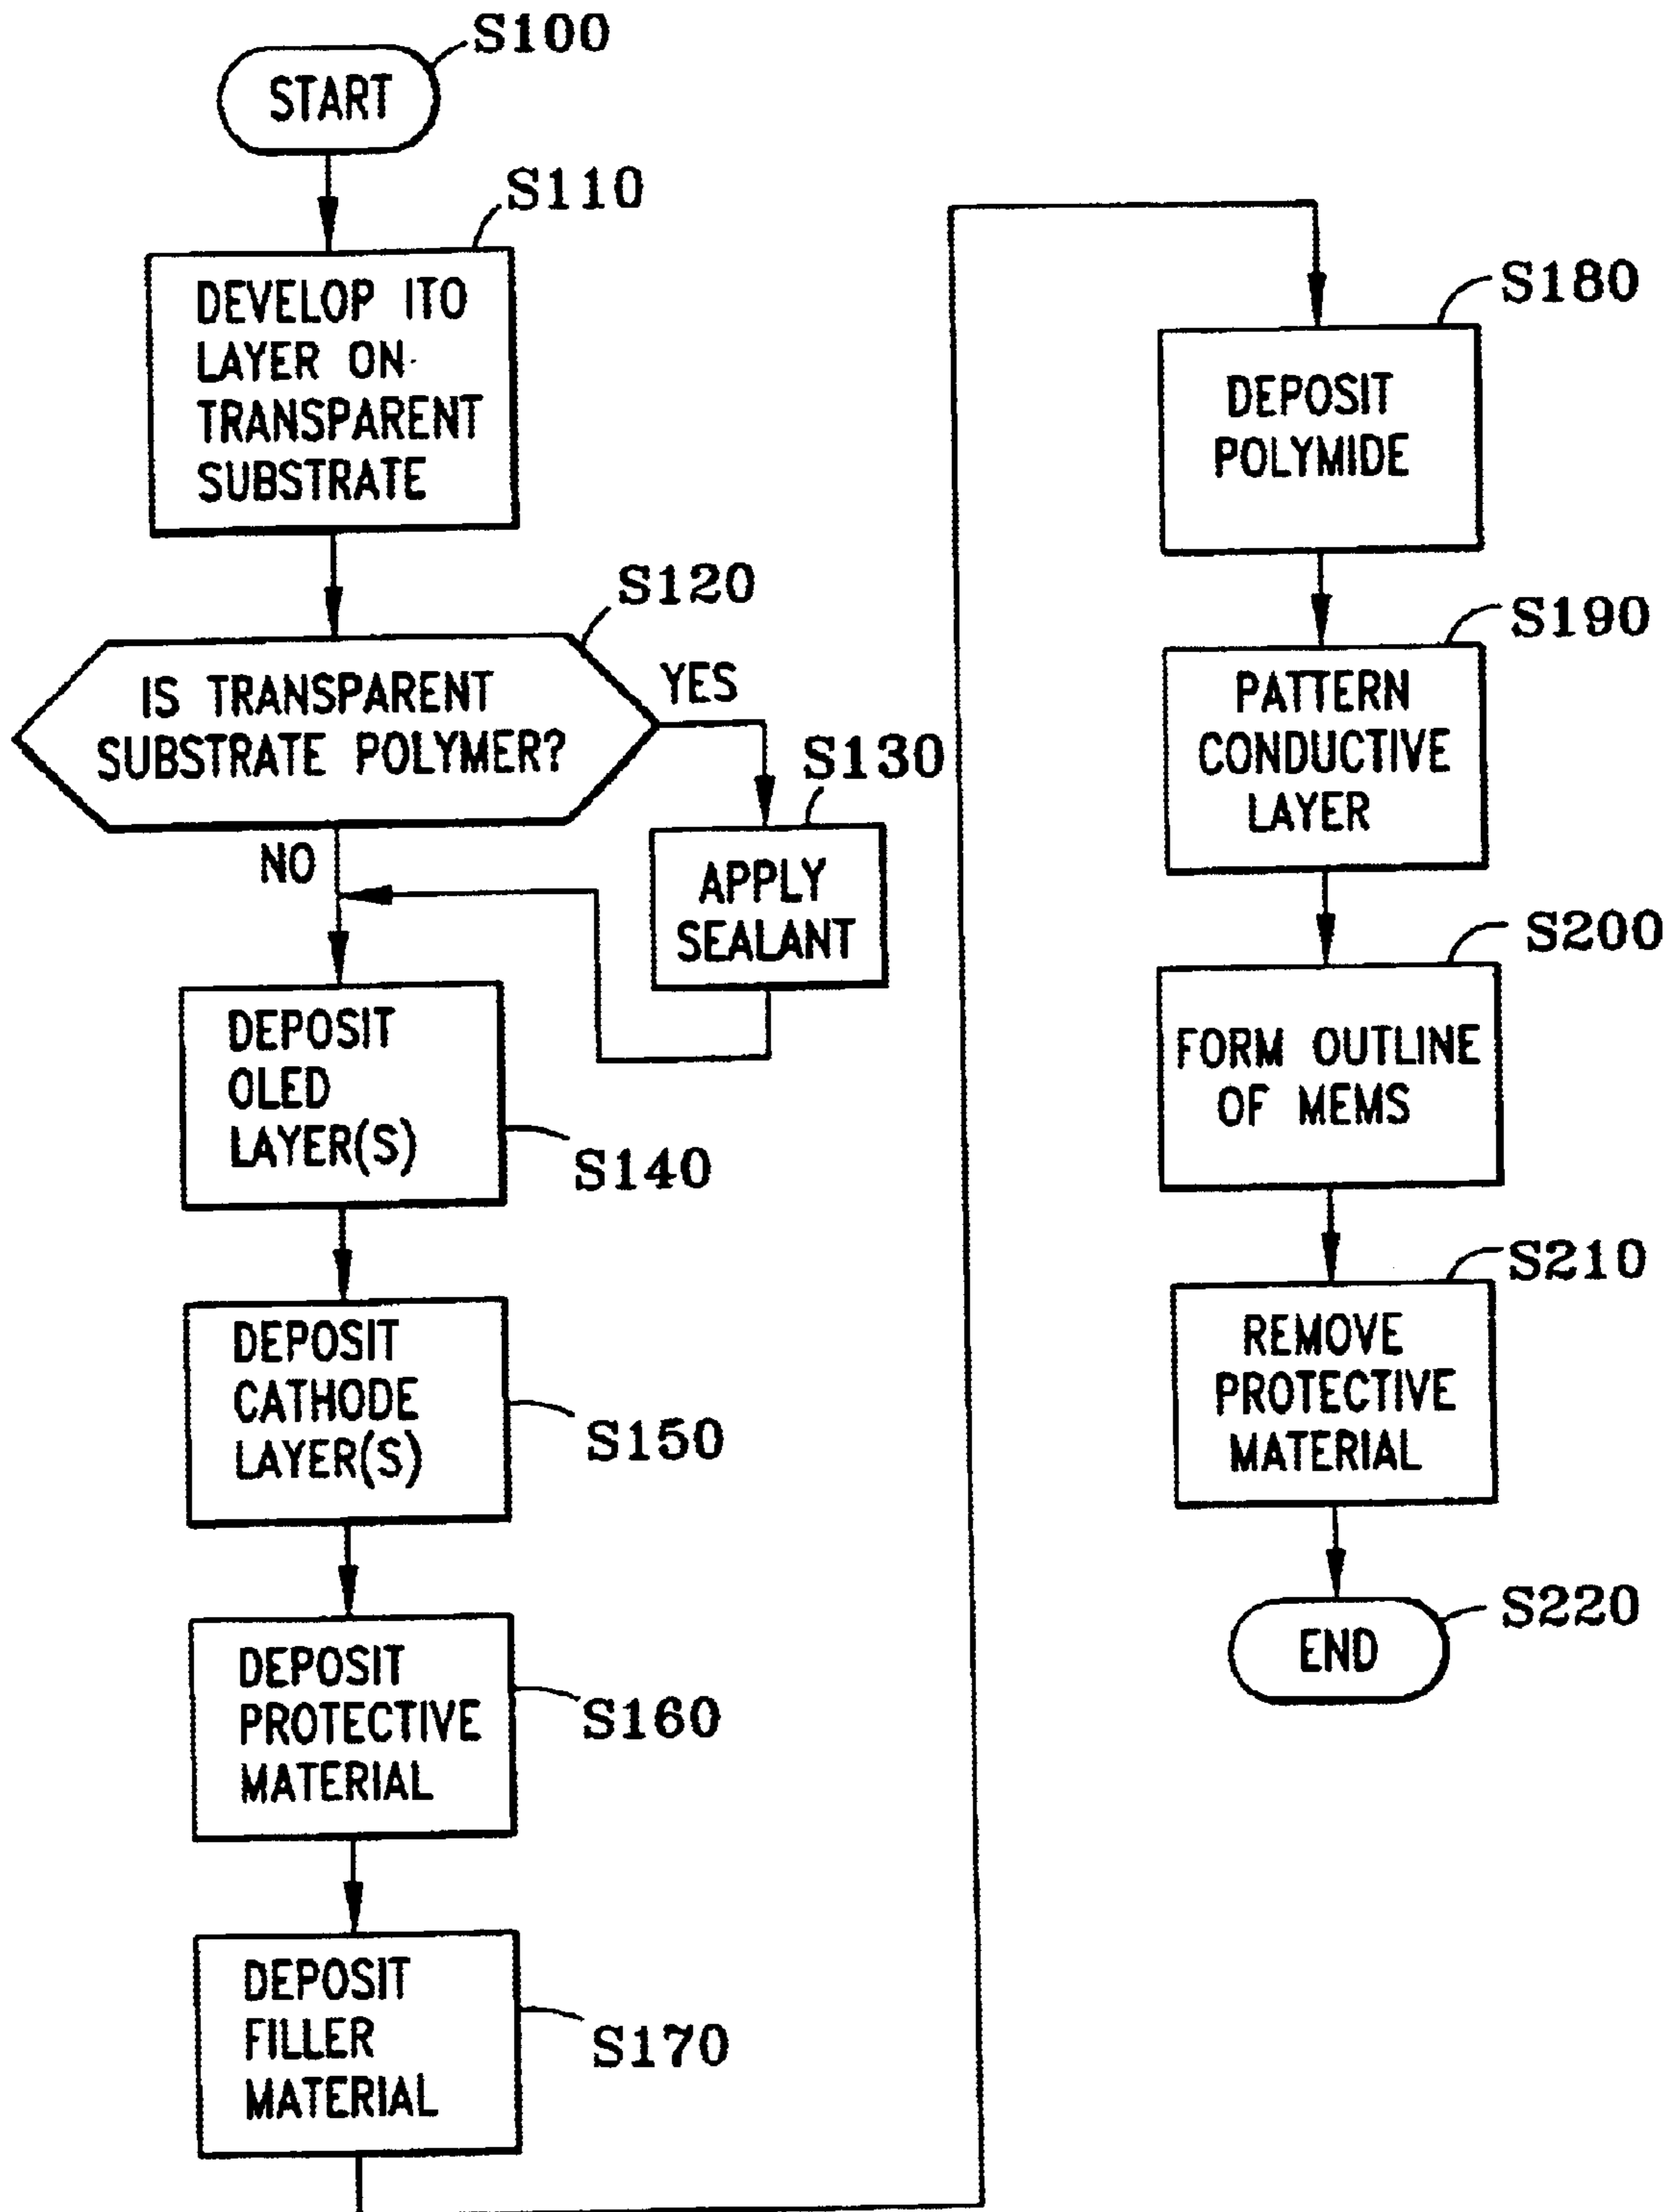 S100
START
S110
DEVELOP ITO
LAYER ON
TRANSPARENT
SUBSTRATE
S120
IS TRANSPARENT
SUBSTRATE POLYMER?
YES
NO
S130
APPLY
SEALANT
DEPOSIT
OLED
LAYER(S)
S140
DEPOSIT
CATHODE
LAYER(S)
S150
DEPOSIT
PROTECTIVE
MATERIAL
S160
DEPOSIT
FILLER
MATERIAL
S170
S180
DEPOSIT
POLYMIDE
S190
PATTERN
CONDUCTIVE
LAYER
S200
FORM OUTLINE
OF MEMS
S210
REMOVE
PROTECTIVE
MATERIAL
S220
END